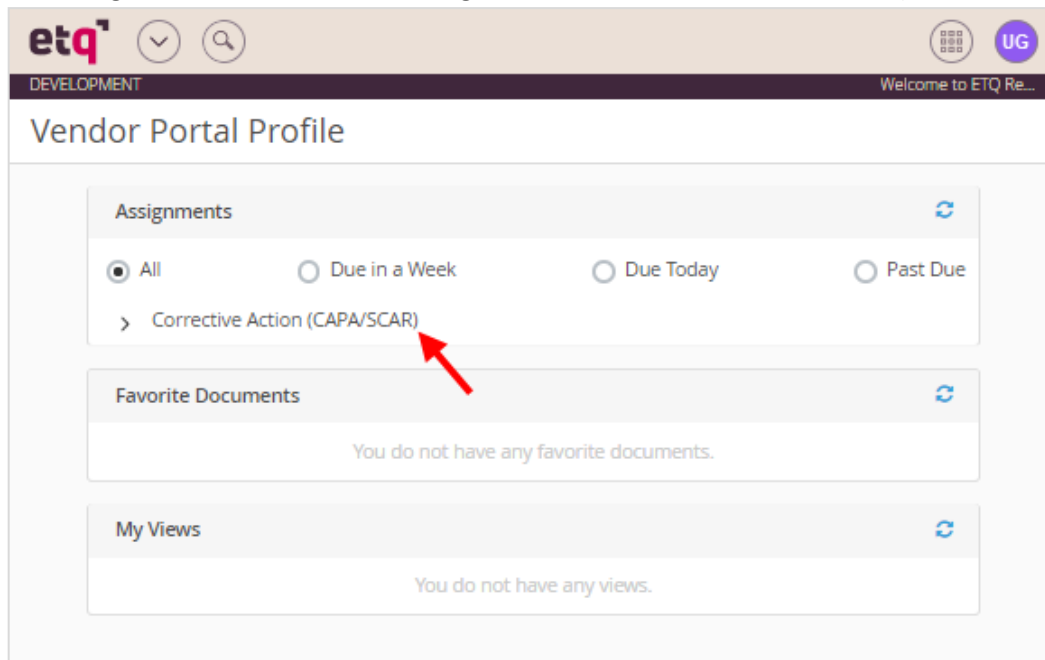 etq
UG
DEVELOPMENT
Welcome to ETQ Re...
Vendor Portal Profile
Assignments
All
Due in a Week
Due Today
Past Due
Corrective Action (CAPA/SCAR)
Favorite Documents
You do not have any favorite documents.
My Views
You do not have any views.